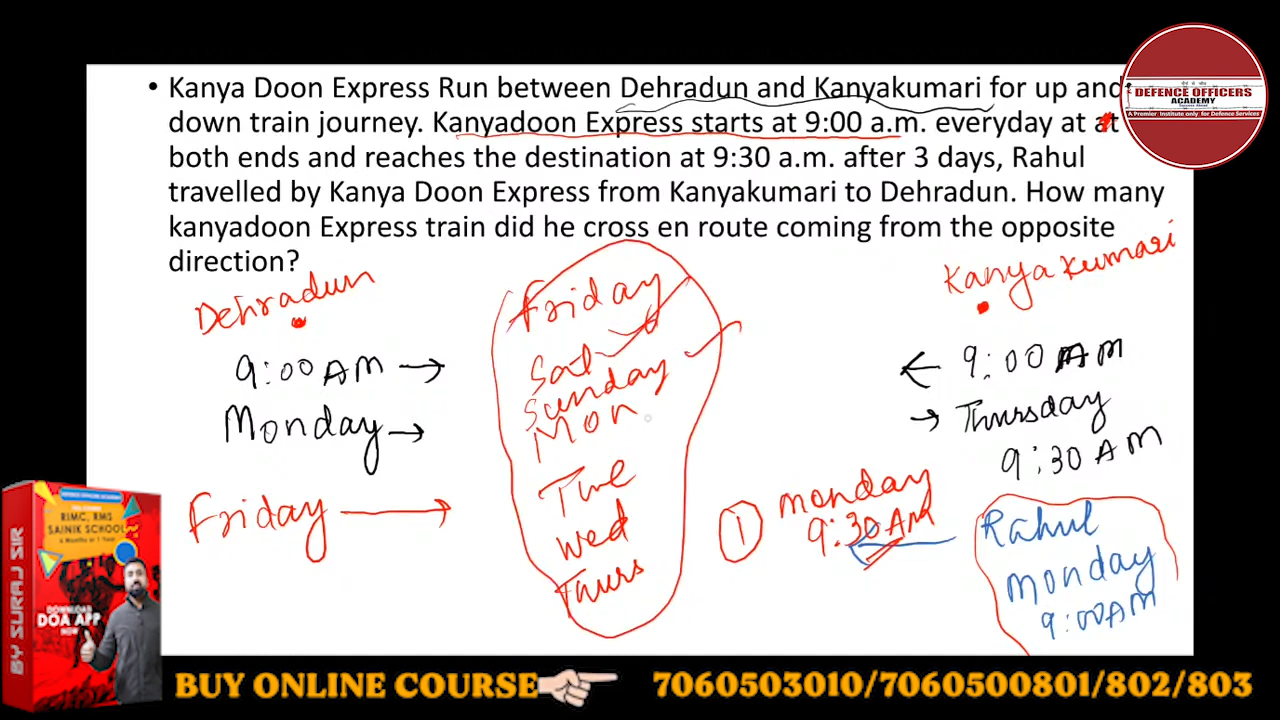 • Kanya Doon Express Run between Dehradun and Kanyakumari for up and
down train journey. Kanyadoon Express starts at 9:00 a.m. everyday at at
both ends and reaches the destination at 9:30 a.m. after 3 days, Rahul
travelled by Kanya Doon Express from Kanyakumari to Dehradun. How many
kanyadoon Express train did he cross en route coming from the opposite
direction?
DEFENCE OFFICERS
ACADEMY
A Premier Institute only for Defence Services
Dehradun
9:00 AM →
Monday →
Friday →
Friday
Sat
Sunday
Mon
Tue
Wed
Thurs
Kanyakumari
← 9:00 AM
→ Thursday
9:30 AM
1 monday
9:30 AM
Rahul
monday
9:00 AM
BY SURAJ SIR
RIMC, RMS
SAINIK SCHOOL
DOWNLOAD
DOA APP
NOW
BUY ONLINE COURSE 7060503010/7060500801/802/803